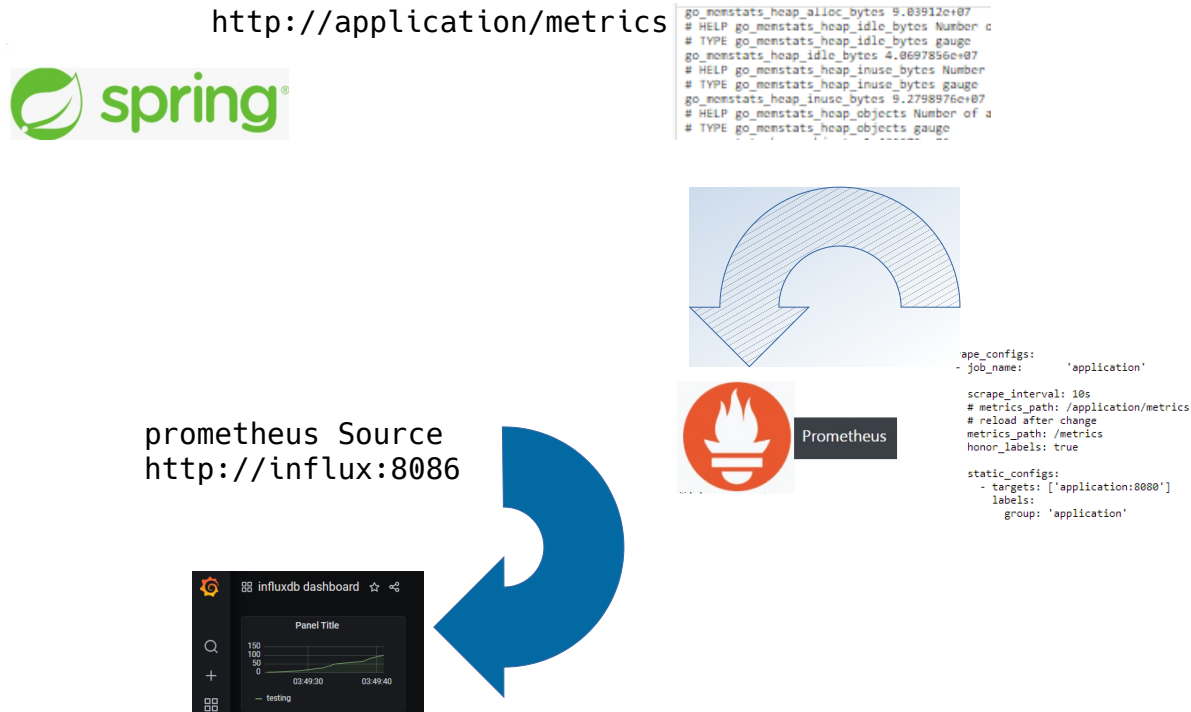 http://application/metrics
go_memstats_heap_alloc_bytes 9.03912e+07
# HELP go_memstats_heap_idle_bytes Number
# TYPE go_memstats_heap_idle_bytes gauge
go_memstats_heap_idle_bytes 4.0697856e+07
# HELP go_memstats_heap_inuse_bytes Number
# TYPE go_memstats_heap_inuse_bytes gauge
go_memstats_heap_inuse_bytes 9.2798976e+07
# HELP go_memstats_heap_objects Number of a
# TYPE go_memstats_heap_objects gauge
spring®
ape_configs:
- job_name: 'application'
scrape_interval: 10s
# metrics_path: /application/metrics
# reload after change
metrics_path: /metrics
honor_labels: true
static_configs:
- targets: ['application:8080']
labels:
group: 'application'
Prometheus
prometheus Source
http://influx:8086
influxdb dashboard
Panel Title
150
100
50
0
03:49:30 03:49:40
testing